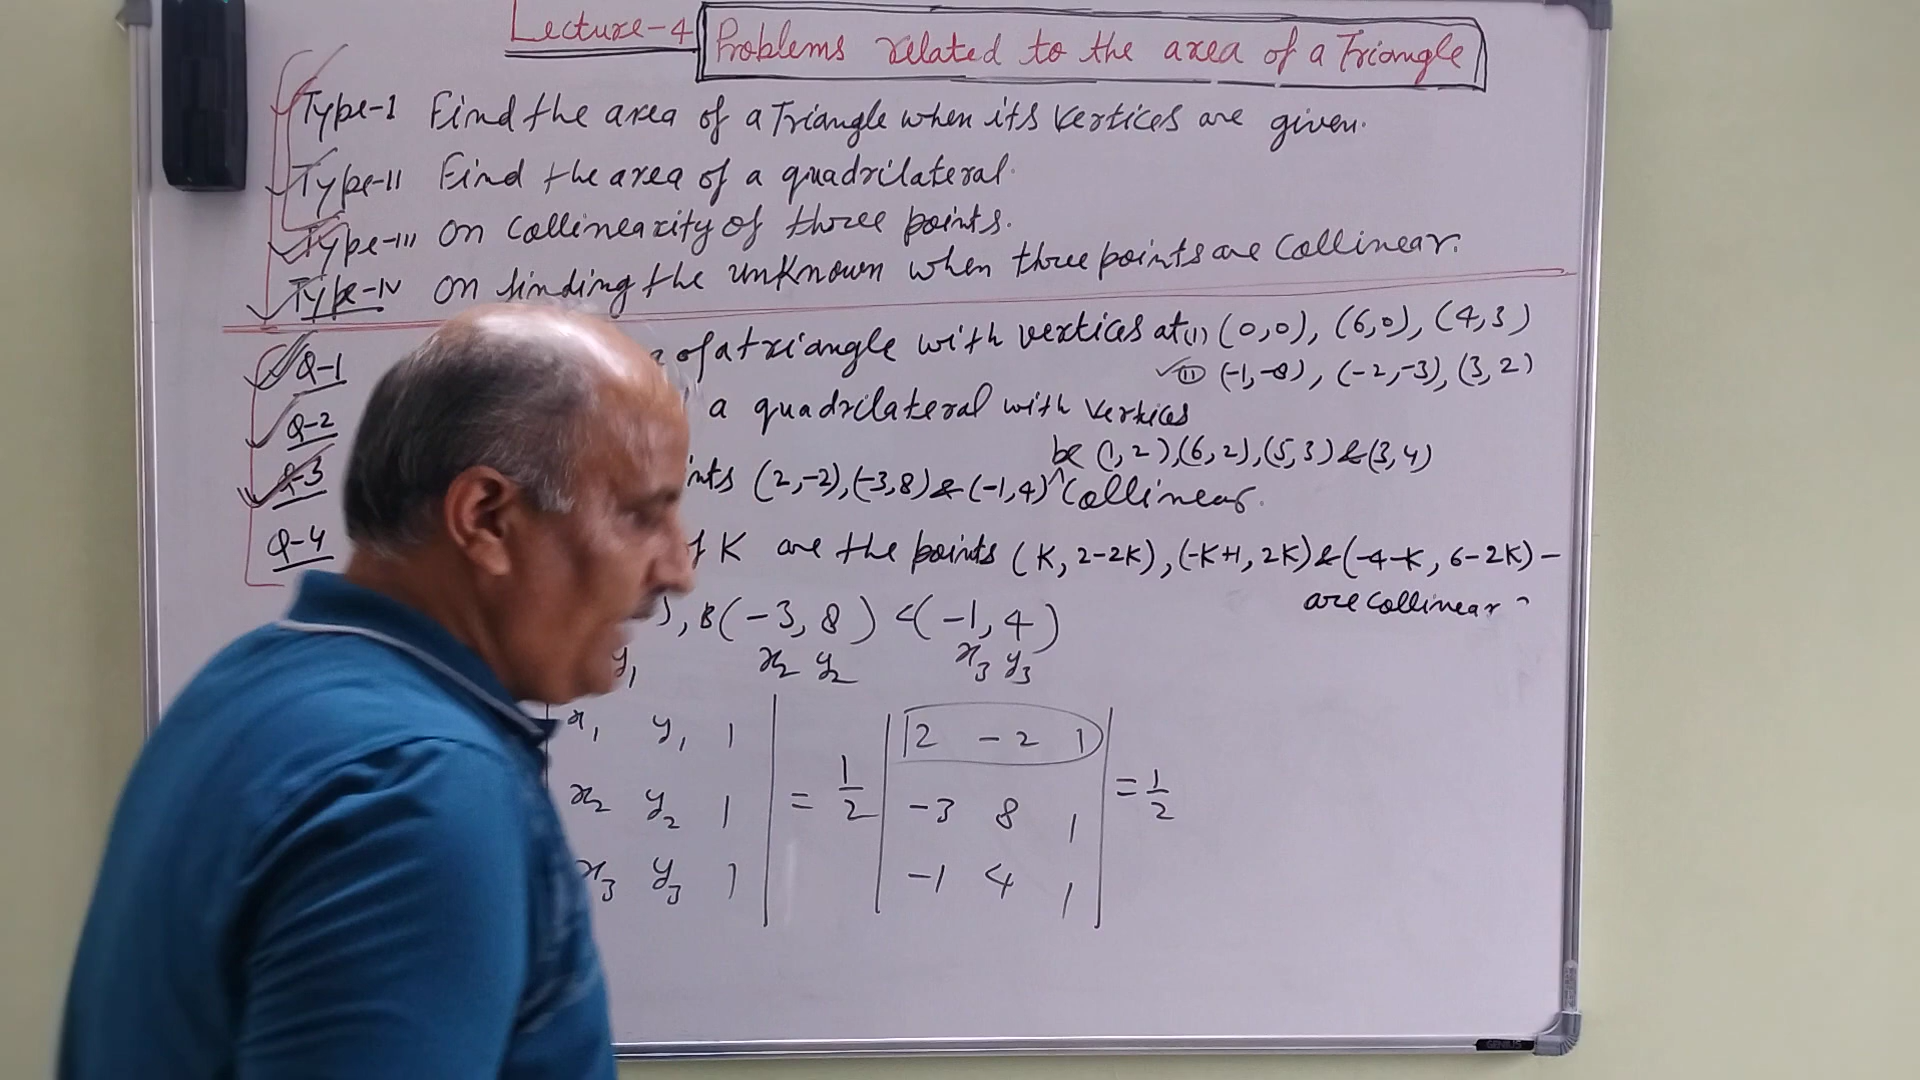 Lecture-4 Problems related to the area of a Triangle
Type-I Find the area of a Triangle when its vertices are given.
Type-II Find the area of a quadrilateral.
Type-III on collinearity of three points.
Type-IV on finding the unknown when three points are collinear.
Q-1 of a triangle with vertices at (i) (0,0), (6,0), (4,3)
(ii) (-1,-8), (-2,-3), (3,2)
Q-2 a quadrilateral with vertices
be (1,2), (6,2), (5,3) & (3,4)
Q-3 (2,-2), (-3,8) & (-1,4) ^ collinear.
Q-4 K are the points (K, 2-2K), (-K+1, 2K) & (-4-K, 6-2K) -
are collinear
), B(-3, 8) C(-1, 4)
y1 x2 y2 x3 y3
x1 y1 1 2 -2 1
x2 y2 1 = 1/2 -3 8 1 = 1/2
x3 y3 1 -1 4 1
GENIUS